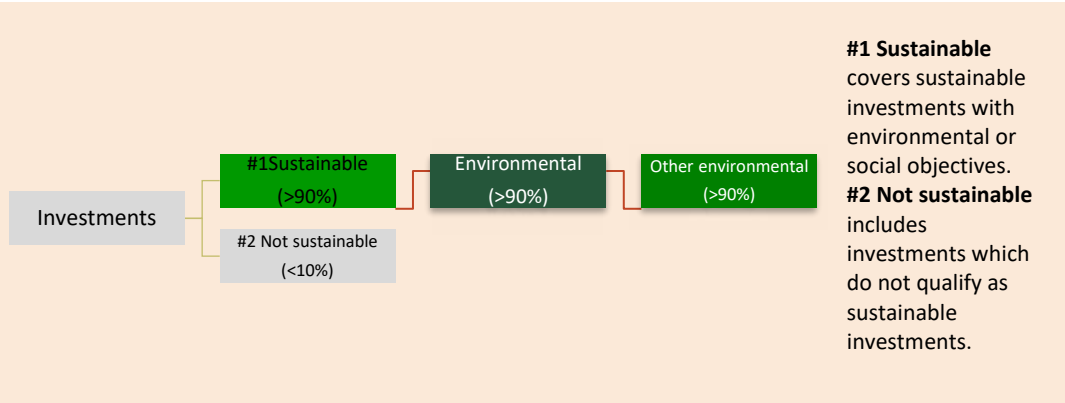 Investments
#1Sustainable
(>90%)
#2 Not sustainable
(<10%)
Environmental
(>90%)
Other environmental
(>90%)
#1 Sustainable
covers sustainable
investments with
environmental or
social objectives.
#2 Not sustainable
includes
investments which
do not qualify as
sustainable
investments.